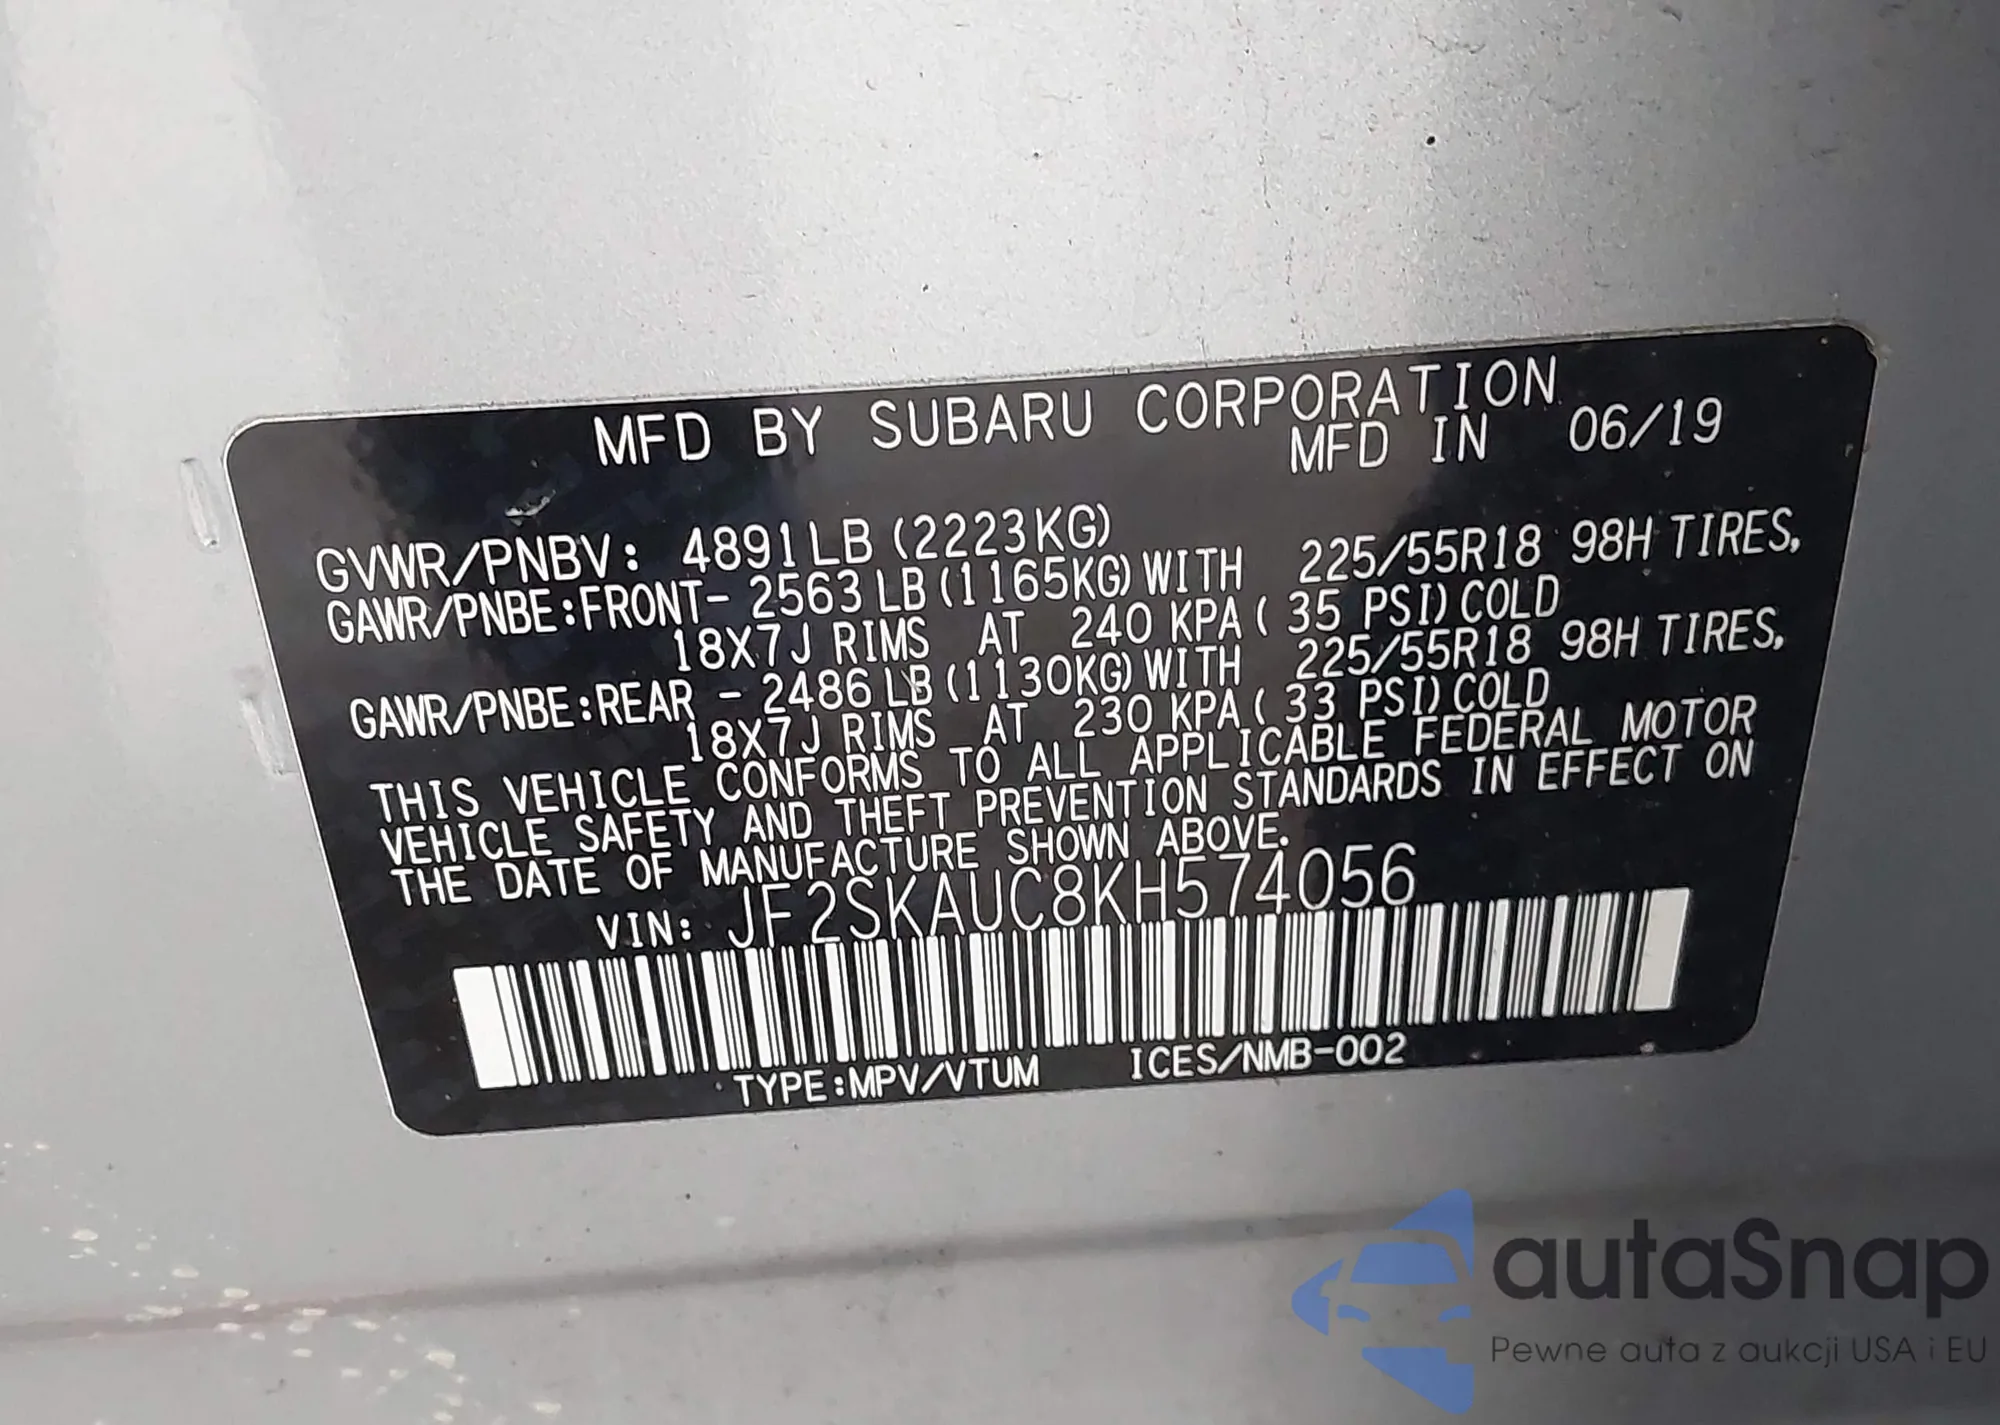 MFD BY SUBARU CORPORATION
MFD IN 06/19
GVWR/PNBV: 4891LB (2223KG)
GAWR/PNBE:FRONT- 2563 LB (1165KG) WITH 225/55R18 98H TIRES,
18X7J RIMS AT 240 KPA ( 35 PSI) COLD
GAWR/PNBE:REAR - 2486 LB (1130KG) WITH 225/55R18 98H TIRES,
18X7J RIMS AT 230 KPA ( 33 PSI) COLD
THIS VEHICLE CONFORMS TO ALL APPLICABLE FEDERAL MOTOR
VEHICLE SAFETY AND THEFT PREVENTION STANDARDS IN EFFECT ON
THE DATE OF MANUFACTURE SHOWN ABOVE.
VIN: JF2SKAUC8KH574056
TYPE:MPV/VTUM ICES/NMB-002
autaSnap
Pewne auta z aukcji USA i EU